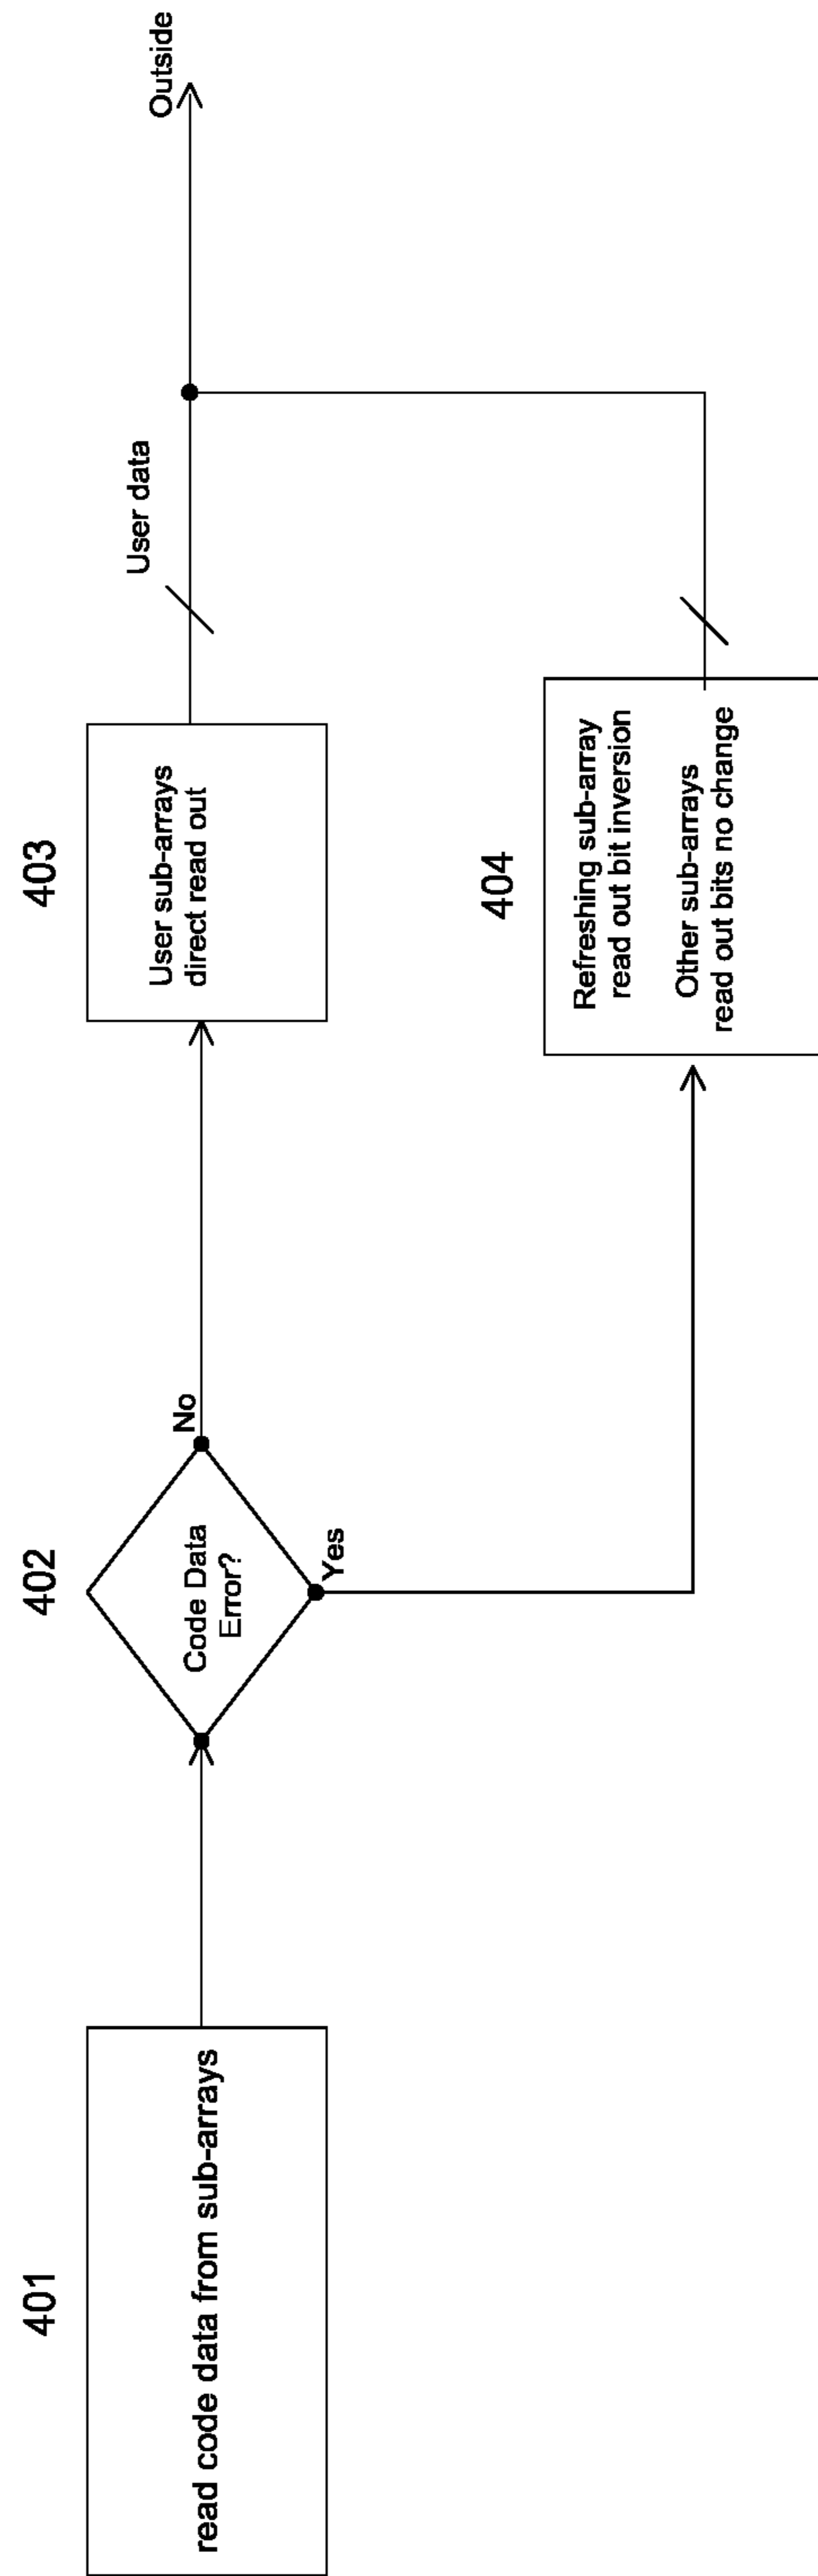 401
read code data from sub-arrays
402
Code Data
Error?
No
Yes
403
User sub-arrays
direct read out
User data
Outside
404
Refreshing sub-array
read out bit inversion
Other sub-arrays
read out bits no change